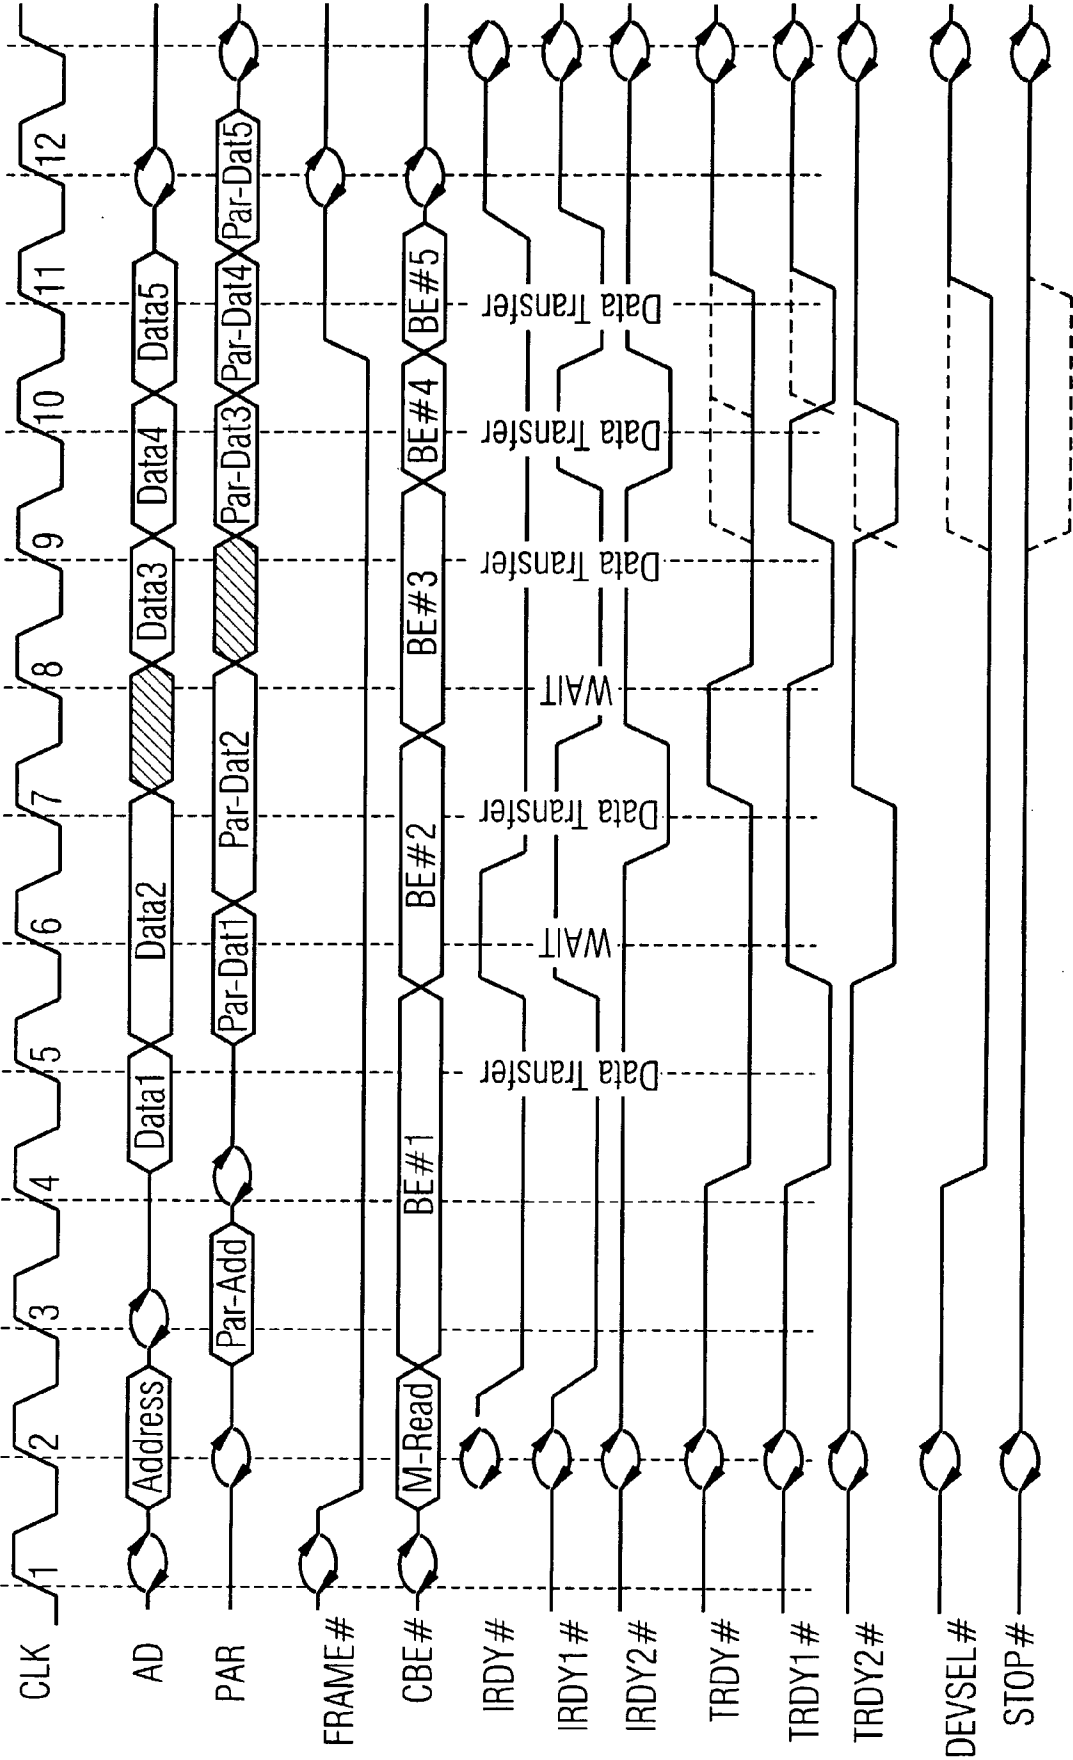 CLK
1
2
3
4
5
6
7
8
9
10
11
12
AD
Address
Data1
Data2
Data3
Data4
Data5
PAR
Par-Add
Par-Dat1
Par-Dat2
Par-Dat3
Par-Dat4
Par-Dat5
FRAME#
CBE#
M-Read
BE#1
BE#2
BE#3
BE#4
BE#5
IRDY#
IRDY1#
IRDY2#
Data Transfer
WAIT
Data Transfer
WAIT
Data Transfer
Data Transfer
Data Transfer
TRDY#
TRDY1#
TRDY2#
DEVSEL#
STOP#